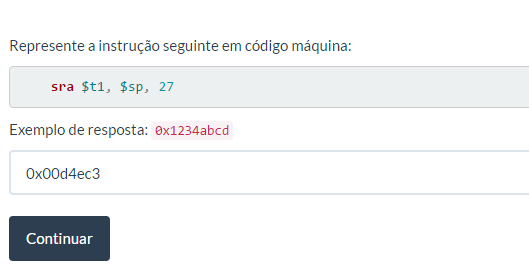 Represente a instrução seguinte em código máquina:
sra $t1, $sp, 27
Exemplo de resposta: 0x1234abcd
0x00d4ec3
Continuar